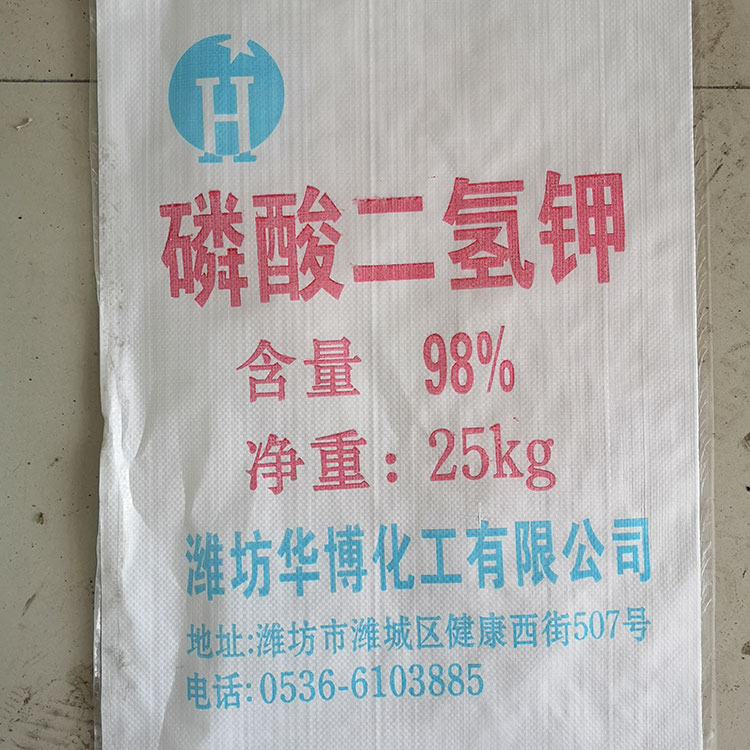 H
磷酸二氢钾
含量 98%
净重：25kg
潍坊华博化工有限公司
地址:潍坊市潍城区健康西街507号
电话:0536-6103885